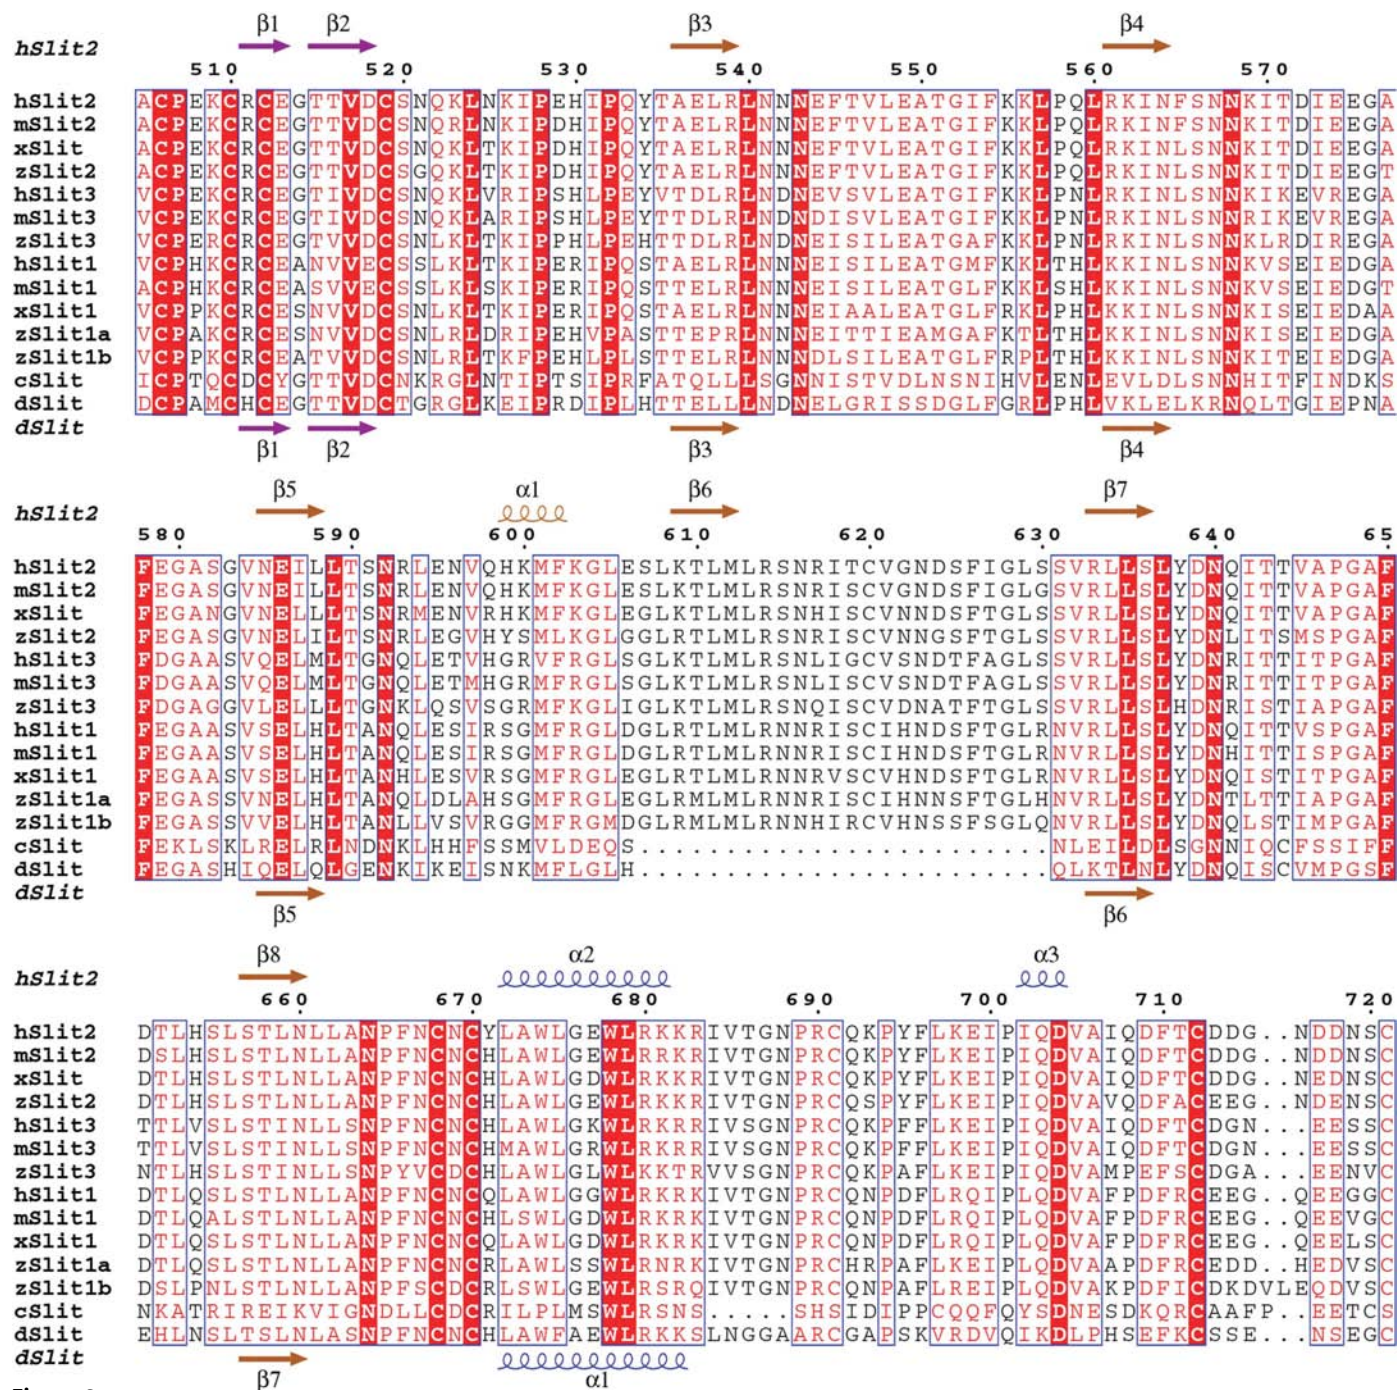 β1 β2 β3 β4
hSlit2
510 520 530 540 550 560 570
hSlit2 ACPEKCRCEGTTVDCSNQKLNKIPEHIPQYTAELRLNNNEFTVLEATGIFKKLPQLRKINFSNNKITDIEEGA
mSlit2 ACPEKCRCEGTTVDCSNQRLNKIPDHIPQYTAELRLNNNEFTVLEATGIFKKLPQLRKINFSNNKITDIEEGA
xSlit ACPEKCRCEGTTVDCSNQKLTKIPDHIPQYTAELRLNNNEFTVLEATGIFKKLPQLRKINLSNNKITDIEEGA
zSlit2 ACPEKCRCEGTTVDCSGQKLTKIPDHIPQYTAELRLNNNEFTVLEATGIFKKLPQLRKINLSNNKITDIEEGT
hSlit3 VCPEKCRCEGTIVDCSNQKLVRIPSHLPEYVTDLRLNDNEVSVLEATGIFKKLPNLRKINLSNNKIKEVREGA
mSlit3 VCPEKCRCEGTIVDCSNQKLARIPSHLPEYTTDLRLNDNDISVLEATGIFKKLPNLRKINLSNNRIKEVREGA
zSlit3 VCPERCRCEGTVVDCSNLKLTKIPPHLPEHTTDLRLNDNEISILEATGAFKKLPNLRKINLSNNKLRDIREGA
hSlit1 VCPHKCRCEANVVECSSLKLTKIPERIPQSTAELRLNNNEISILEATGMFKKLTHLKKINLSNNKVSEIEDGA
mSlit1 ACPHKCRCEASVVECSSLKLSKIPERIPQSTTELRLNNNEISILEATGLFKKLSHLKKINLSNNKVSEIEDGT
xSlit1 VCPPKCRCESNVVDCSNLKLTKIPERIPQSTAELRLNNNEIAALEATGLFRKLPHLKKINLSNNKISEIEDAA
zSlit1a VCPAKCRCESNVVDCSNLRLDRIPEHVPASTTEPRLNNNEITTIEAMGAFKTLTHLKKINLSNNKISEIEDGA
zSlit1b VCPPKCRCEATVVDCSNLRLTKFPEHLPLSTTELRLNNNDLSILEATGLFRPLTHLKKINLSNNKITEIEDGA
cSlit ICPTQCDCYGTTVDCNKRGLNTIPTSIPRFATQLLLSGNNISTVDLNSNIHVLENLEVLDLSNNHITFINDKS
dSlit DCPAMCHCEGTTVDCTGRGLKEIPRDIPLHTTELLLNDNELGRISSDGLFGRLPHLVKLELKRNQLTGIEPNA
dSlit
β1 β2 β3 β4
β5 α1 β6 β7
hSlit2
580 590 600 610 620 630 640 65
hSlit2 FEGASGVNEILLTSNRLENVQHKMFKGLESLKTLMLRSNRITCVGNDSFIGLSSVRLLSLYDNQITTVAPGAF
mSlit2 FEGASGVNEILLTSNRLENVQHKMFKGLESLKTLMLRSNRISCVGNDSFIGLGSVRLLSLYDNQITTVAPGAF
xSlit FEGANGVNELLLTSNRMENVRHKMFKGLEGLKTLMLRSNHISCVGNDSFTGLSSVRLLSLYDNQITTVAPGAF
zSlit2 FEGASGVNELILTSNRLEGVHYSMLKGLGGLRTLMLRSNRISCVNNGSFTGLSSVRLLSLYDNLITSMSPGAF
hSlit3 FDGAASVQELMLTGNQLETVHGRVFRGLSGLKTLMLRSNLIGCVSNDTFAGLSSVRLLSLYDNRITTITPGAF
mSlit3 FDGAASVQELMLTGNQLETMHGRMFRGLSGLKTLMLRSNLISCVSNDTFAGLSSVRLLSLYDNRITTITPGAF
zSlit3 FDGAGGVLELLLTGNKLQSVSGRMFKGLIGLKTLMLRSNQISCVDNATFTGLSSVRLLSLHDNRISTIAPGAF
hSlit1 FEGAASVSELHLTANQLESIRSGMFRGLDGLRTLMLRNNRISCIHNDSFTGLRNVRLLSLYDNQITTVSPGAF
mSlit1 FEGAASVSELHLTANQLESIRSGMFRGLDGLRTLMLRNNRISCIHNDSFTGLRNVRLLSLYDNHITTISPGAF
xSlit1 FEGAASVSELHLTANHLESVRSGMFRGLEGLRTLMLRNNRVSCVHNDSFTGLRNVRLLSLYDNQISTITPGAF
zSlit1a FEGASSVNELHLTANQLDLAHSGMFRGLEGLRMLMLRNNRISCIHNNSFTGLHNVRLLSLYDNTLTTIAPGAF
zSlit1b FEGASSVVELHLTANLLVSVRGGMFRGMDGLRMLMLRNNHIRCVHNSSFSGLQNVRLLSLYDNQLSTIMPGAF
cSlit FEKLSKLRELRLNDNKLHHFSSMVLDEQS........................NLEILDLSGNNIQCFSSIFF
dSlit FEGASHIQELQLGENKIKEISNKMFLGLH........................QLKTLNLYDNQISCVMPGSF
dSlit
β5 β6
β8 α2 α3
hSlit2
660 670 680 690 700 710 720
hSlit2 DTLHSLSTLNLLANPFNCNCYLAWLGEWLRKKRIVTGNPRCQKPYFLKEIPIQDVAIQDFTCDDG..NDDNSC
mSlit2 DSLHSLSTLNLLANPFNCNCHLAWLGEWLRKKRIVTGNPRCQKPYFLKEIPIQDVAIQDFTCDDG..NDDNSC
xSlit DTLHSLSTLNLLANPFNCNCHLAWLGDWLRKKRIVTGNPRCQKPYFLKEIPIQDVAIQDFTCDDG..NEDNSC
zSlit2 DTLHSLSTLNLLANPFNCNCHLAWLGEWLRKKRIVTGNPRCQSPYFLKEIPIQDVAVQDFACEEG..NDENSC
hSlit3 TTLVSLSTINLLSNPFNCNCHLAWLGKWLRKRRIVSGNPRCQKPFFLKEIPIQDVAIQDFTCDGN...EESSC
mSlit3 TTLVSLSTINLLSNPFNCNCHMAWLGRWLRKRRIVSGNPRCQKPFFLKEIPIQDVAIQDFTCDGN...EESSC
zSlit3 NTLHSLSTINLLSNPYVCDCHLAWLGLWLKKTRVVSGNPRCQKPAFLKEIPIQDVAMPEFSCDGA...EENVC
hSlit1 DTLQSLSTLNLLANPFNCNCQLAWLGGWLRKRKIVTGNPRCQNPDFLRQIPLQDVAFPDFRCEEG..QEEGGC
mSlit1 DTLQALSTLNLLANPFNCNCHLSWLGDWLRKRKIVTGNPRCQNPDFLRQIPLQDVAFPDFRCEEG..QEEVGC
xSlit1 DTLQSLSTLNLLANPFNCNCQLAWLGDWLRKRKIVTGNPRCQNPDFLRQIPLQDVAFPDFRCEEG..QEELSC
zSlit1a DTLQSLSTLNLLANPFNCNCRLAWLSSWLRNRKIVTGNPRCHRPAFLKEIPLQDVAAPDFRCEDD..HEDVSC
zSlit1b DSLPNLSTLNLLANPFSCDCRLSWLGEWLRSRQIVTGNPRCQNPAFLREIPLQDVAKPDFICDKDVLEQDVSC
cSlit NKATRIREIKVIGNDLLCDCRILPLMSWLRSNS.....SHSIDIPPCQQFQYSDNESDKQRCAAFP..EETCS
dSlit EHLNSLTSLNLASNPFNCNCHLAWFAEWLRKKSLNGGAARCGAPSKVRDVQIKDLPHSEFKCSSE...NSEGC
dSlit
β7 α1